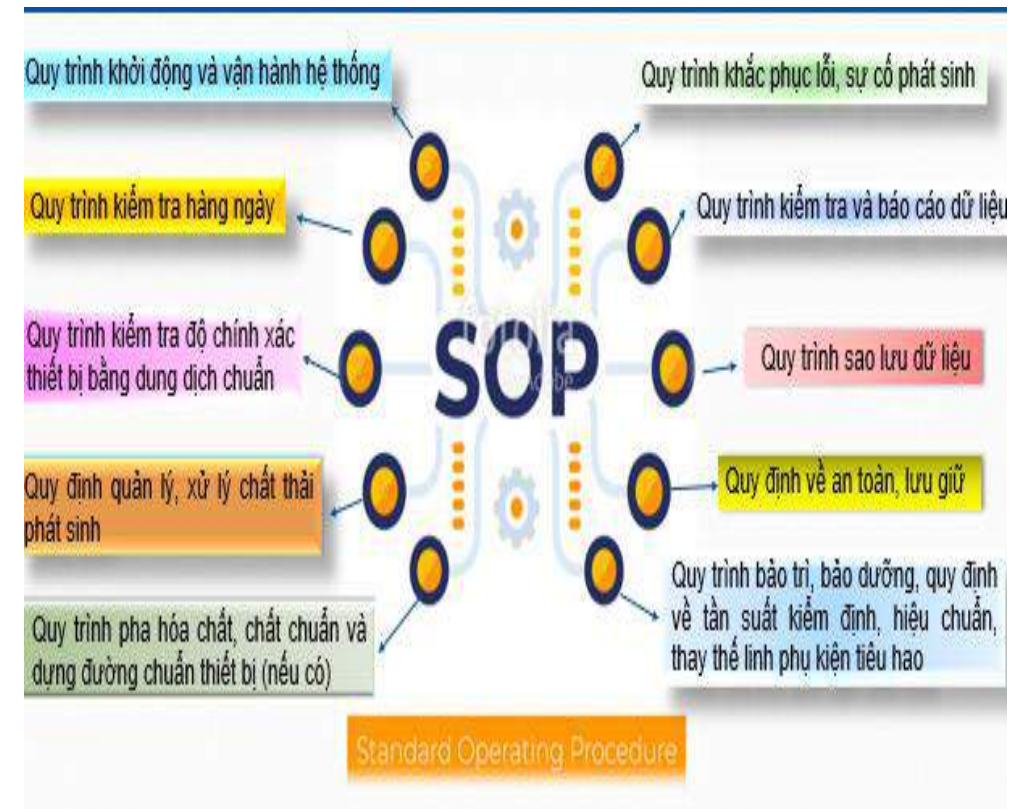 Quy trình khởi động và vận hành hệ thống
Quy trình kiểm tra hàng ngày
Quy trình kiểm tra độ chính xác
thiết bị bằng dung dịch chuẩn
Quy định quản lý, xử lý chất thải
phát sinh
Quy trình pha hóa chất, chất chuẩn và
dựng đường chuẩn thiết bị (nếu có)
SOP
Quy trình khắc phục lỗi, sự cố phát sinh
Quy trình kiểm tra và báo cáo dữ liệu
Quy trình sao lưu dữ liệu
Quy định về an toàn, lưu giữ
Quy trình bảo trì, bảo dưỡng, quy định
về tần suất kiểm định, hiệu chuẩn,
thay thế linh phụ kiện tiêu hao
Standard Operating Procedure